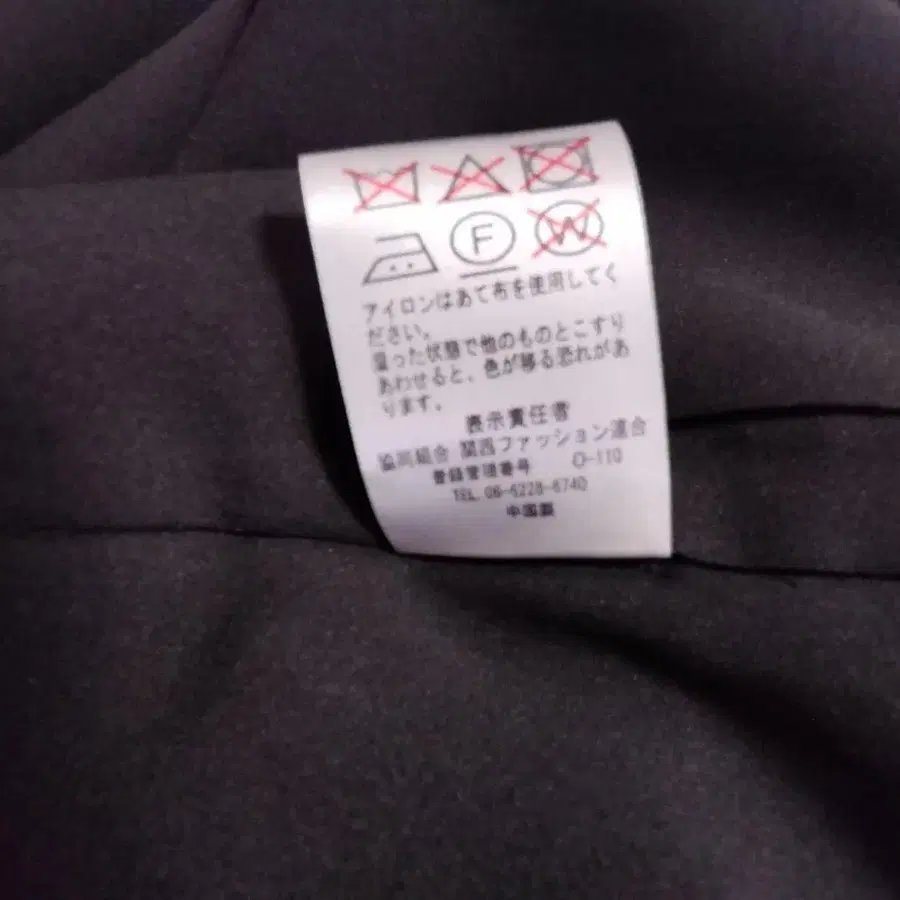 F
W
アイロンはあて布を使用してく
ださい。
湿った状態で他のものとこすり
あわせると、色が移る恐れがあ
ります。
表示責任者
協同組合 関西ファッション連合
登録管理番号 O-110
TEL. 06-6228-6740
中国製